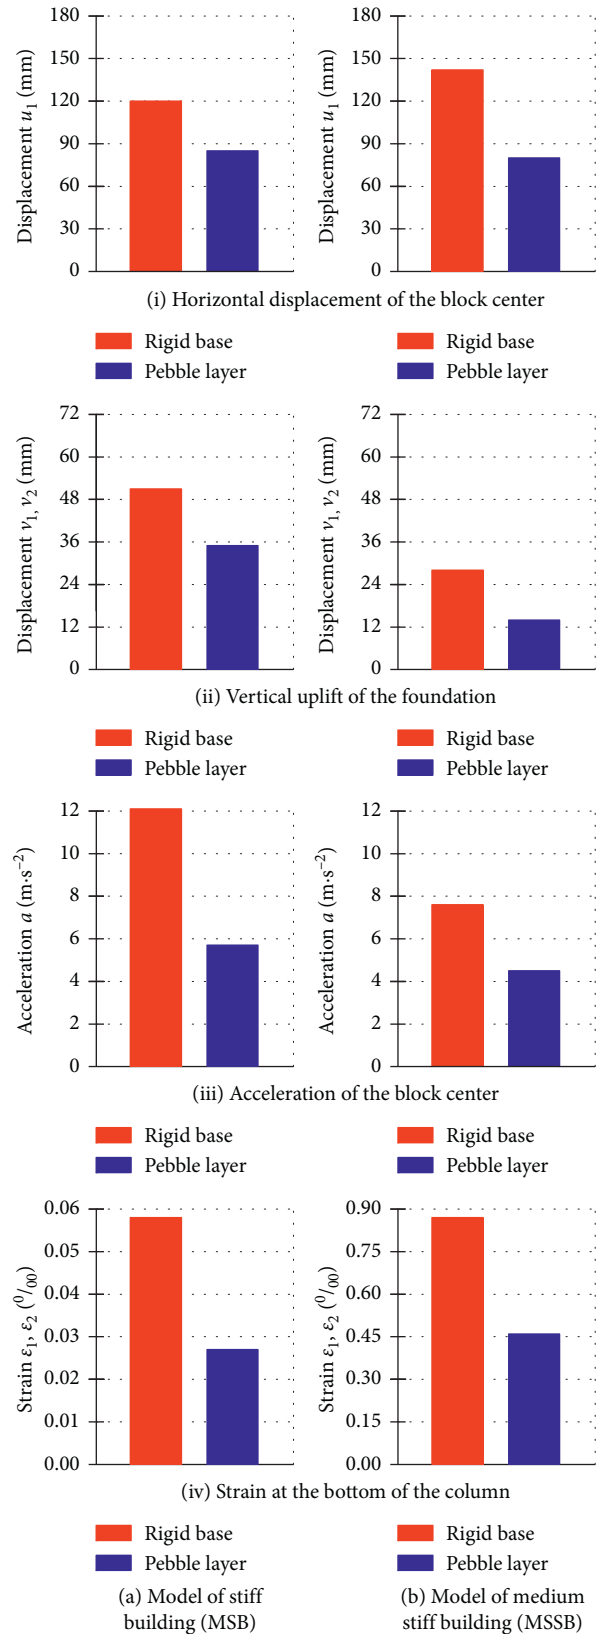 180
150
120
90
60
30
0
Displacement u₁ (mm)
180
150
120
90
60
30
0
Displacement u₁ (mm)
(i) Horizontal displacement of the block center
Rigid base
Pebble layer
Rigid base
Pebble layer
72
60
48
36
24
12
0
Displacement v₁, v₂ (mm)
72
60
48
36
24
12
0
Displacement v₁, v₂ (mm)
(ii) Vertical uplift of the foundation
Rigid base
Pebble layer
Rigid base
Pebble layer
12
10
8
6
4
2
0
Acceleration a (m·s⁻²)
12
10
8
6
4
2
0
Acceleration a (m·s⁻²)
(iii) Acceleration of the block center
Rigid base
Pebble layer
Rigid base
Pebble layer
0.06
0.05
0.04
0.03
0.02
0.01
0.00
Strain ε₁, ε₂ (⁰/₀₀)
0.90
0.75
0.60
0.45
0.30
0.15
0.00
Strain ε₁, ε₂ (⁰/₀₀)
(iv) Strain at the bottom of the column
Rigid base
Pebble layer
Rigid base
Pebble layer
(a) Model of stiff
building (MSB)
(b) Model of medium
stiff building (MSSB)